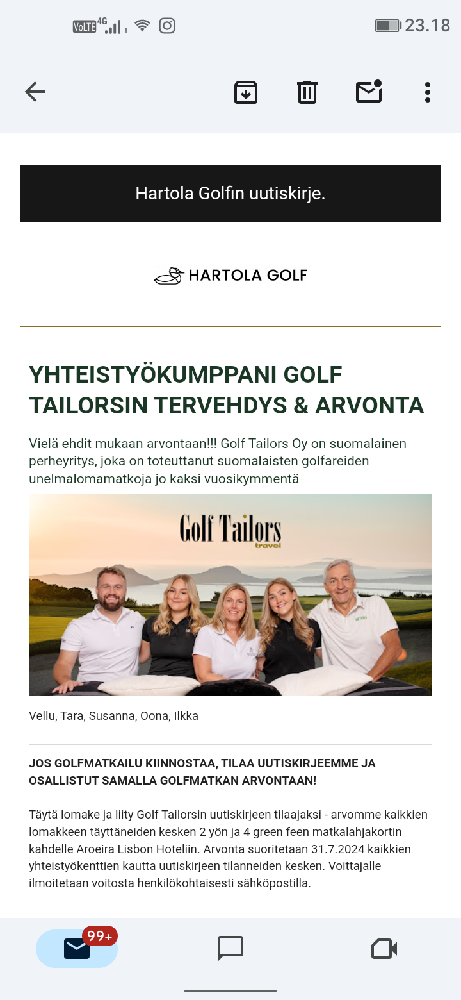 VoLTE 4G 1 23.18
Hartola Golfin uutiskirje.
HARTOLA GOLF
YHTEISTYÖKUMPPANI GOLF
TAILORSIN TERVEHDYS & ARVONTA
Vielä ehdit mukaan arvontaan!!! Golf Tailors Oy on suomalainen
perheyritys, joka on toteuttanut suomalaisten golfareiden
unelmalomamatkoja jo kaksi vuosikymmentä
Golf Tailors
travel
Vellu, Tara, Susanna, Oona, Ilkka
JOS GOLFMATKAILU KIINNOSTAA, TILAA UUTISKIRJEEMME JA
OSALLISTUT SAMALLA GOLFMATKAN ARVONTAAN!
Täytä lomake ja liity Golf Tailorsin uutiskirjeen tilaajaksi - arvomme kaikkien
lomakkeen täyttäneiden kesken 2 yön ja 4 green feen matkalahjakortin
kahdelle Aroeira Lisbon Hoteliin. Arvonta suoritetaan 31.7.2024 kaikkien
yhteistyökenttien kautta uutiskirjeen tilanneiden kesken. Voittajalle
ilmoitetaan voitosta henkilökohtaisesti sähköpostilla.
99+